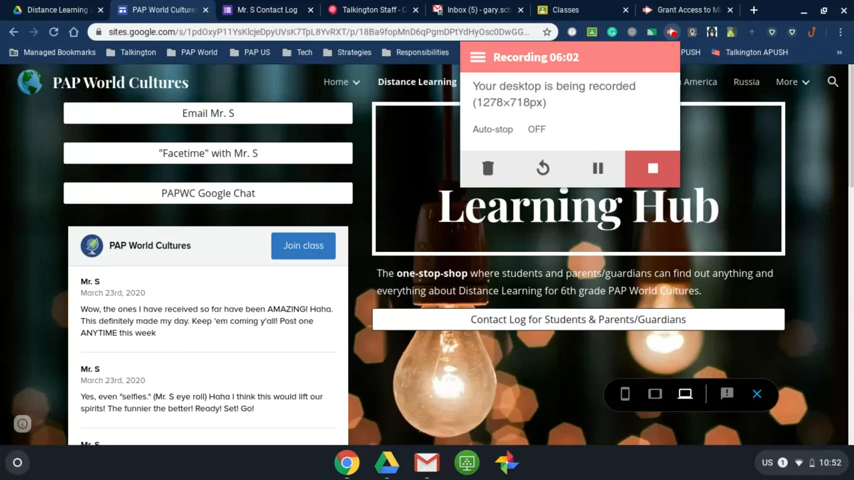 Distance Learning
PAP World Cultures
Mr. S Contact Log
Talkington Staff - G
Inbox (5) - gary.sc
Classes
Grant Access to M
sites.google.com/s/1pdOxyP11YsKlcjeDpyUVsK7TpL8YvRXT/p/18Ba9fopMnD6qPgmDPtYdHyOsc0DwGG...
Managed Bookmarks
Talkington
PAP World
PAP US
Tech
Strategies
Responsibilities
PUSH
Talkington APUSH
Recording 06:02
Your desktop is being recorded
(1278×718px)
Auto-stop OFF
PAP World Cultures
Home
Distance Learning
America
Russia
More
Email Mr. S
"Facetime" with Mr. S
PAPWC Google Chat
PAP World Cultures
Join class
Mr. S
March 23rd, 2020
Wow, the ones I have received so far have been AMAZING! Haha.
This definitely made my day. Keep 'em coming y'all! Post one
ANYTIME this week
Mr. S
March 23rd, 2020
Yes, even "selfies." (Mr. S eye roll) Haha I think this would lift our
spirits! The funnier the better! Ready! Set! Go!
Learning Hub
The one-stop-shop where students and parents/guardians can find out anything and
everything about Distance Learning for 6th grade PAP World Cultures.
Contact Log for Students & Parents/Guardians
US 1 10:52